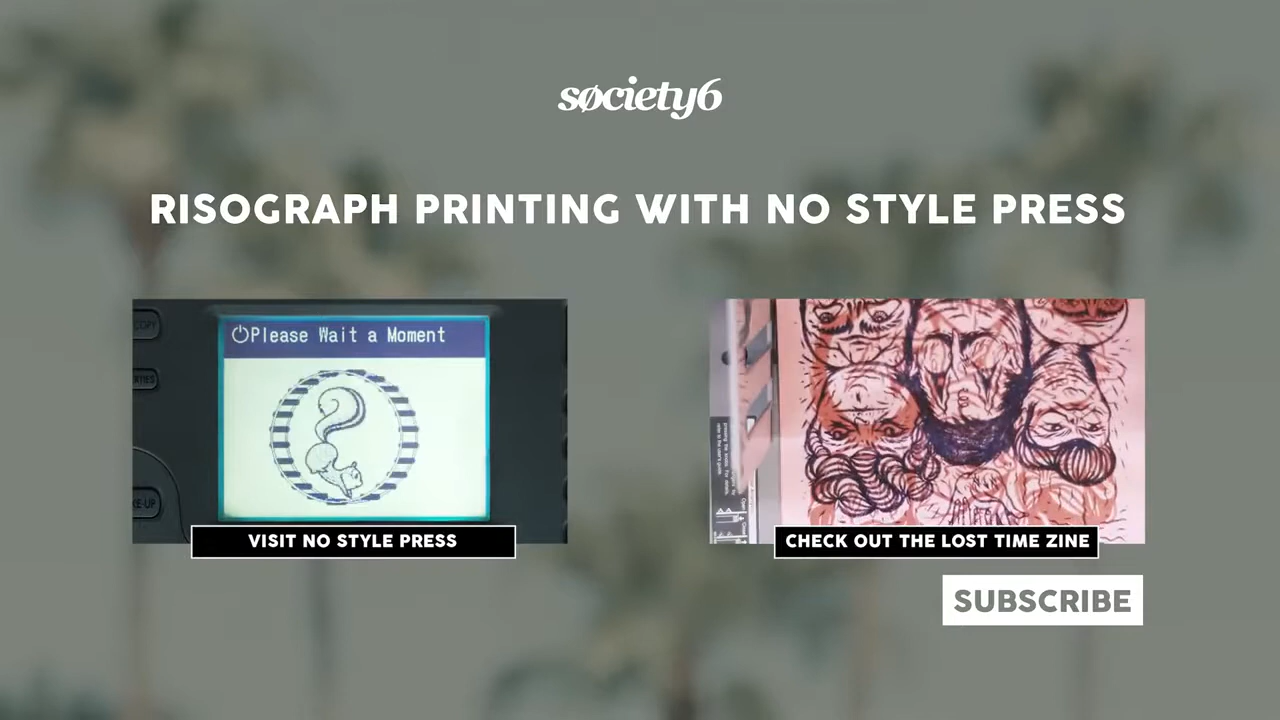 søciety6
RISOGRAPH PRINTING WITH NO STYLE PRESS
COPY
Please Wait a Moment
VISIT NO STYLE PRESS
CHECK OUT THE LOST TIME ZINE
SUBSCRIBE